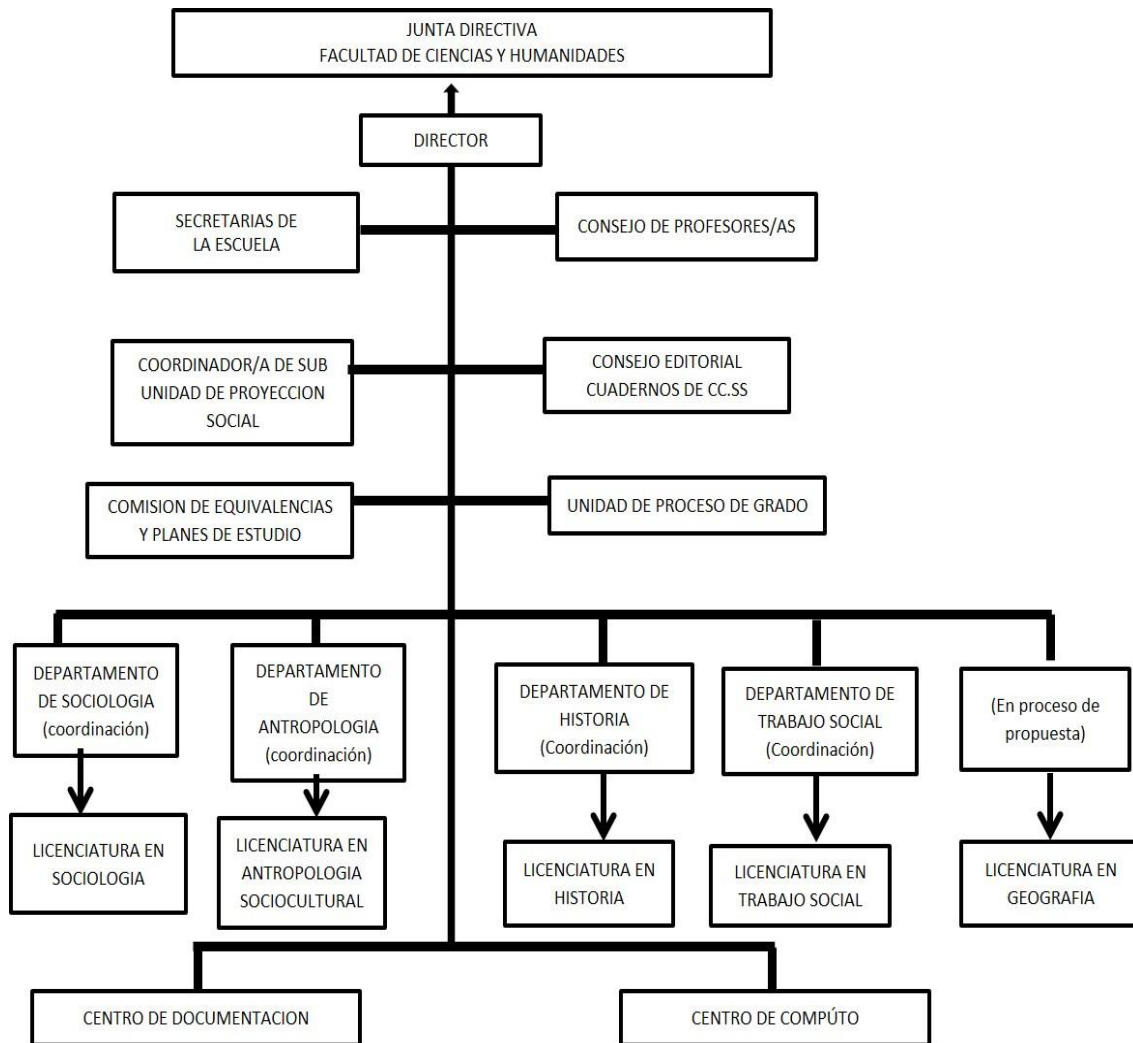 JUNTA DIRECTIVA
FACULTAD DE CIENCIAS Y HUMANIDADES
DIRECTOR
SECRETARIAS DE
LA ESCUELA
CONSEJO DE PROFESORES/AS
COORDINADOR/A DE SUB
UNIDAD DE PROYECCION
SOCIAL
CONSEJO EDITORIAL
CUADERNOS DE CC.SS
COMISION DE EQUIVALENCIAS
Y PLANES DE ESTUDIO
UNIDAD DE PROCESO DE GRADO
DEPARTAMENTO
DE SOCIOLOGIA
(coordinación)
DEPARTAMENTO
DE
ANTROPOLOGIA
(coordinación)
DEPARTAMENTO DE
HISTORIA
(Coordinación)
DEPARTAMENTO DE
TRABAJO SOCIAL
(Coordinación)
(En proceso de
propuesta)
LICENCIATURA EN
SOCIOLOGIA
LICENCIATURA EN
ANTROPOLOGIA
SOCIOCULTURAL
LICENCIATURA EN
HISTORIA
LICENCIATURA EN
TRABAJO SOCIAL
LICENCIATURA EN
GEOGRAFIA
CENTRO DE DOCUMENTACION
CENTRO DE COMPÚTO